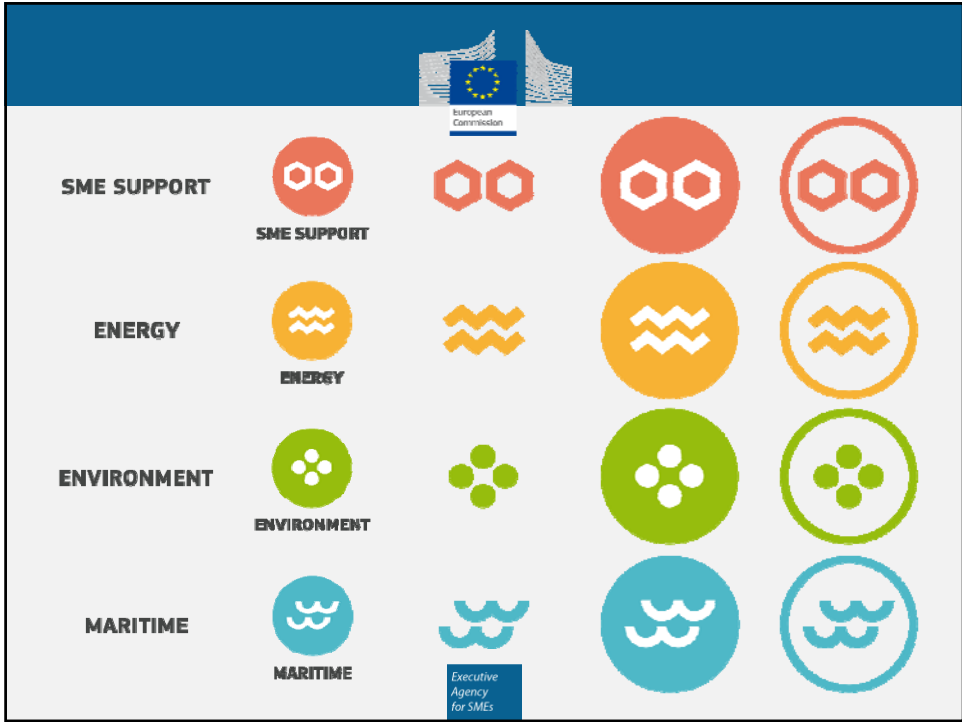 European
Commission
SME SUPPORT
SME SUPPORT
ENERGY
ENERGY
ENVIRONMENT
ENVIRONMENT
MARITIME
MARITIME
Executive
Agency
for SMEs